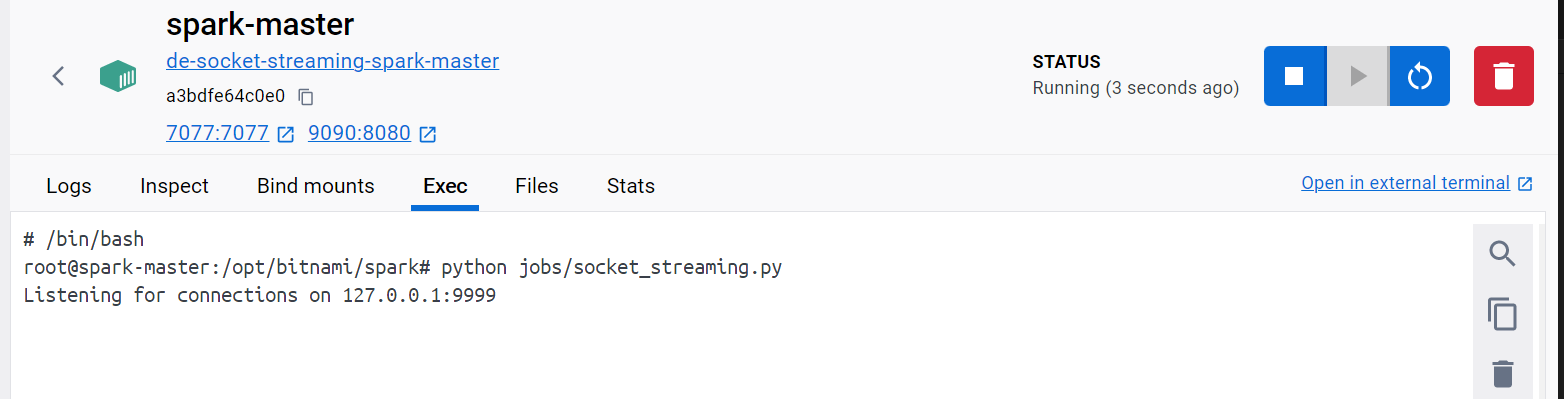 spark-master
de-socket-streaming-spark-master
a3bdfe64c0e0
7077:7077 9090:8080
STATUS
Running (3 seconds ago)
Logs Inspect Bind mounts Exec Files Stats
Open in external terminal
# /bin/bash
root@spark-master:/opt/bitnami/spark# python jobs/socket_streaming.py
Listening for connections on 127.0.0.1:9999